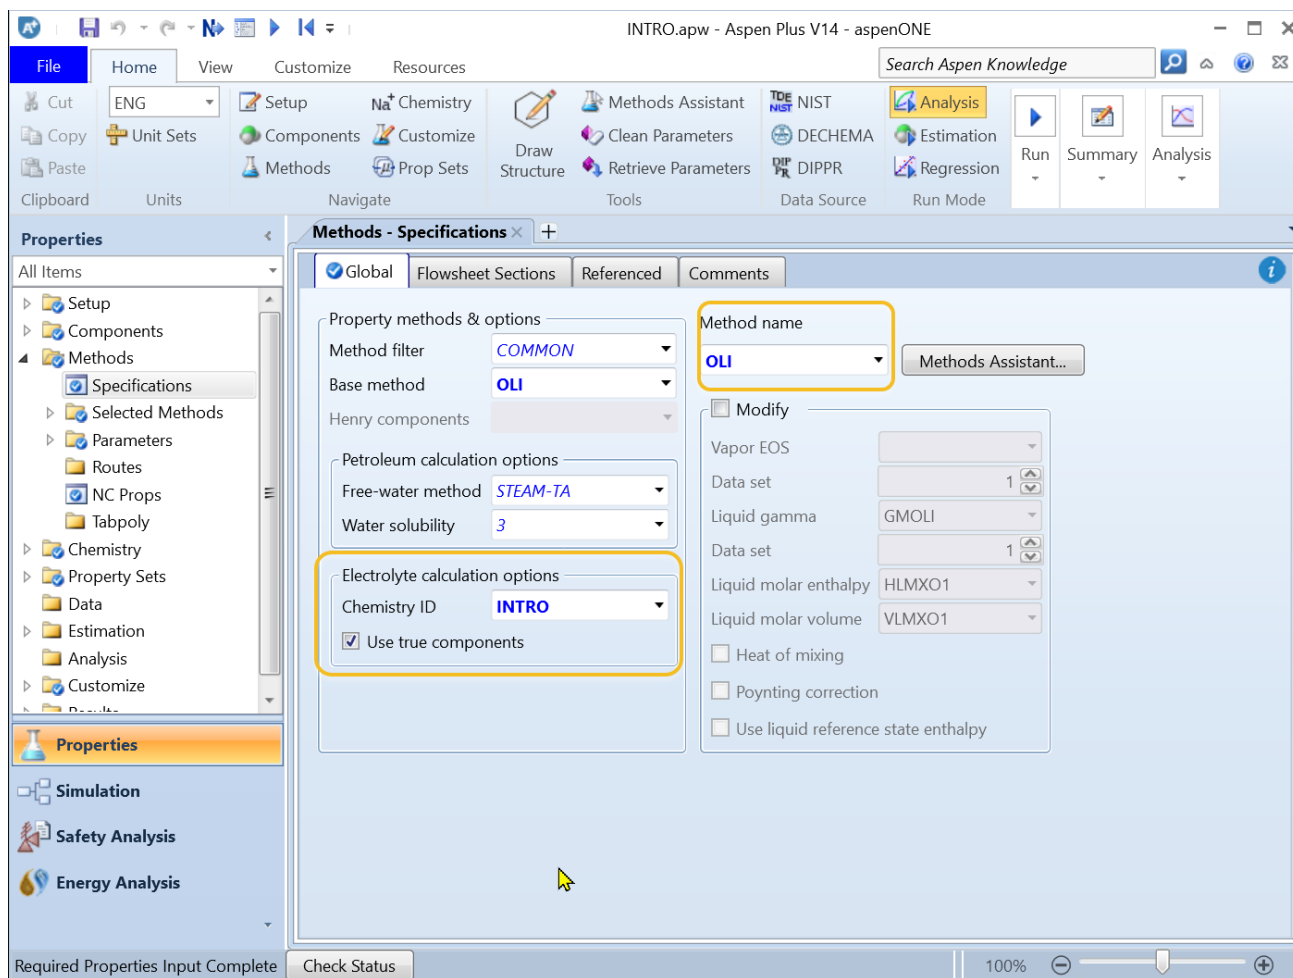 INTRO.apw - Aspen Plus V14 - aspenONE
File Home View Customize Resources Search Aspen Knowledge
Cut ENG Setup Na+ Chemistry Methods Assistant TDE NIST NIST Analysis
Copy Unit Sets Components Customize Draw Structure Clean Parameters DECHEMA Estimation Run Summary Analysis
Paste Methods Prop Sets Retrieve Parameters DIPPR DIPPR Regression
Clipboard Units Navigate Tools Data Source Run Mode
Properties
All Items
Setup
Components
Methods
Specifications
Selected Methods
Parameters
Routes
NC Props
Tabpoly
Chemistry
Property Sets
Data
Estimation
Analysis
Customize
Results
Properties
Simulation
Safety Analysis
Energy Analysis
Methods - Specifications
Global Flowsheet Sections Referenced Comments
Property methods & options
Method filter COMMON
Base method OLI
Henry components
Petroleum calculation options
Free-water method STEAM-TA
Water solubility 3
Electrolyte calculation options
Chemistry ID INTRO
Use true components
Method name
OLI Methods Assistant...
Modify
Vapor EOS
Data set 1
Liquid gamma GMOLI
Data set 1
Liquid molar enthalpy HLMXO1
Liquid molar volume VLMXO1
Heat of mixing
Poynting correction
Use liquid reference state enthalpy
Required Properties Input Complete Check Status 100%